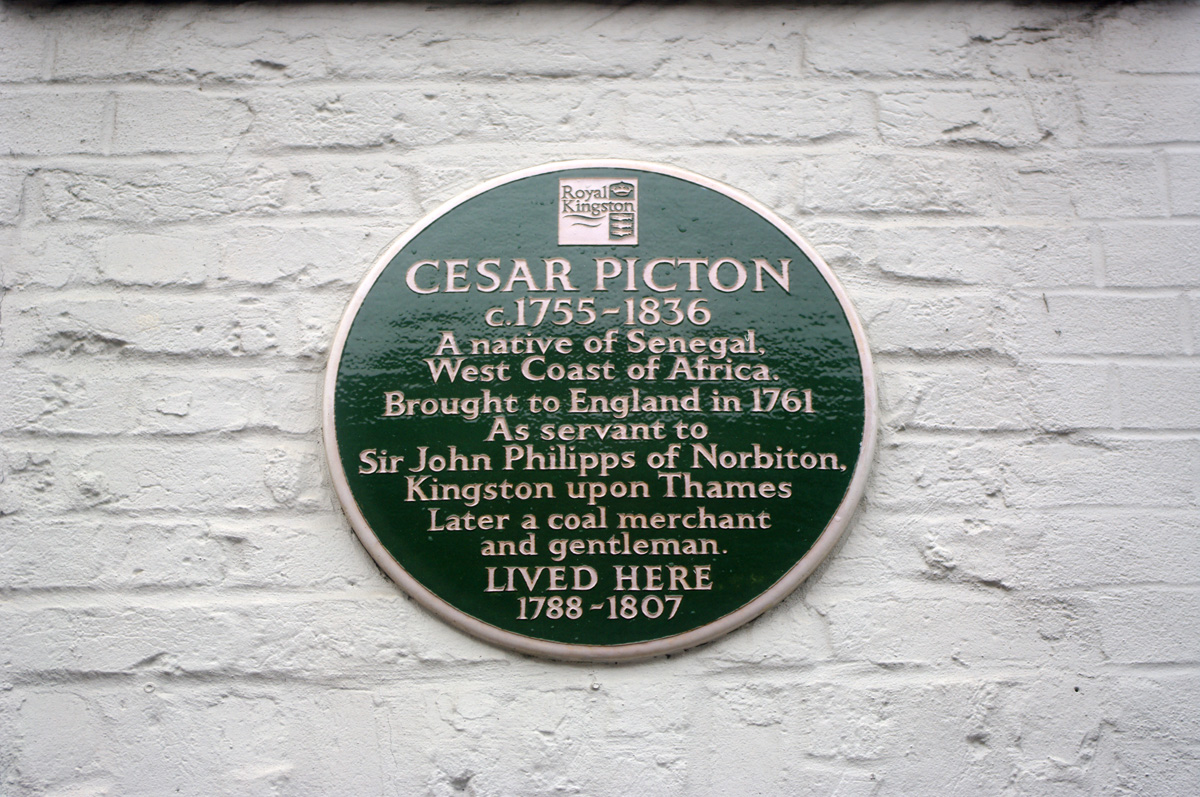 Royal
Kingston
CESAR PICTON
c.1755-1836
A native of Senegal,
West Coast of Africa.
Brought to England in 1761
As servant to
Sir John Philipps of Norbiton,
Kingston upon Thames
Later a coal merchant
and gentleman.
LIVED HERE
1788-1807